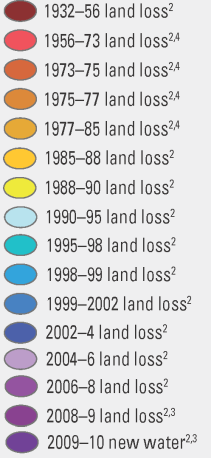 1932–56 land loss²
1956–73 land loss²,⁴
1973–75 land loss²,⁴
1975–77 land loss²,⁴
1977–85 land loss²,⁴
1985–88 land loss²
1988–90 land loss²
1990–95 land loss²
1995–98 land loss²
1998–99 land loss²
1999–2002 land loss²
2002–4 land loss²
2004–6 land loss²
2006–8 land loss²
2008–9 land loss²,³
2009–10 new water²,³